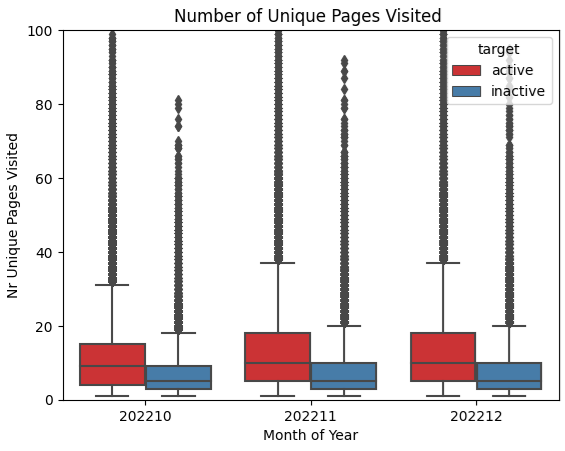 Number of Unique Pages Visited
100
80
60
40
20
0
Nr Unique Pages Visited
target
active
inactive
202210
202211
202212
Month of Year